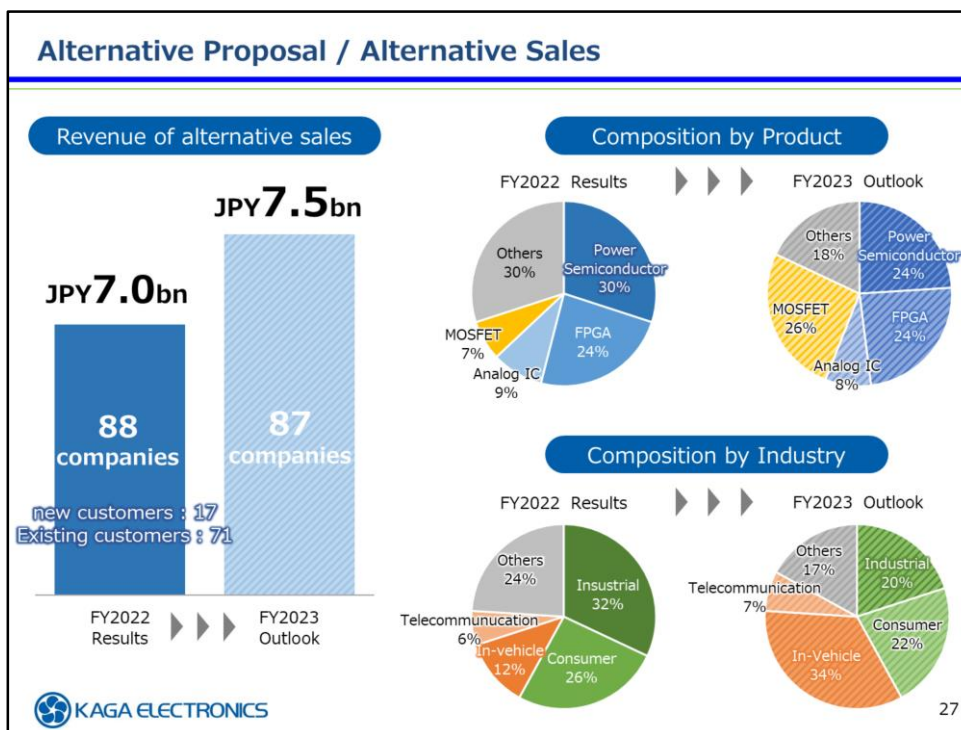 Alternative Proposal / Alternative Sales
Revenue of alternative sales
JPY7.0bn
JPY7.5bn
88
companies
new customers : 17
Existing customers : 71
87
companies
FY2022
Results
FY2023
Outlook
Composition by Product
FY2022 Results
FY2023 Outlook
Power
Semiconductor
30%
FPGA
24%
Analog IC
9%
MOSFET
7%
Others
30%
Power
Semiconductor
24%
FPGA
24%
Analog IC
8%
MOSFET
26%
Others
18%
Composition by Industry
FY2022 Results
FY2023 Outlook
Insustrial
32%
Consumer
26%
In-vehicle
12%
Telecommunucation
6%
Others
24%
Industrial
20%
Consumer
22%
In-Vehicle
34%
Telecommunication
7%
Others
17%
KAGA ELECTRONICS
27